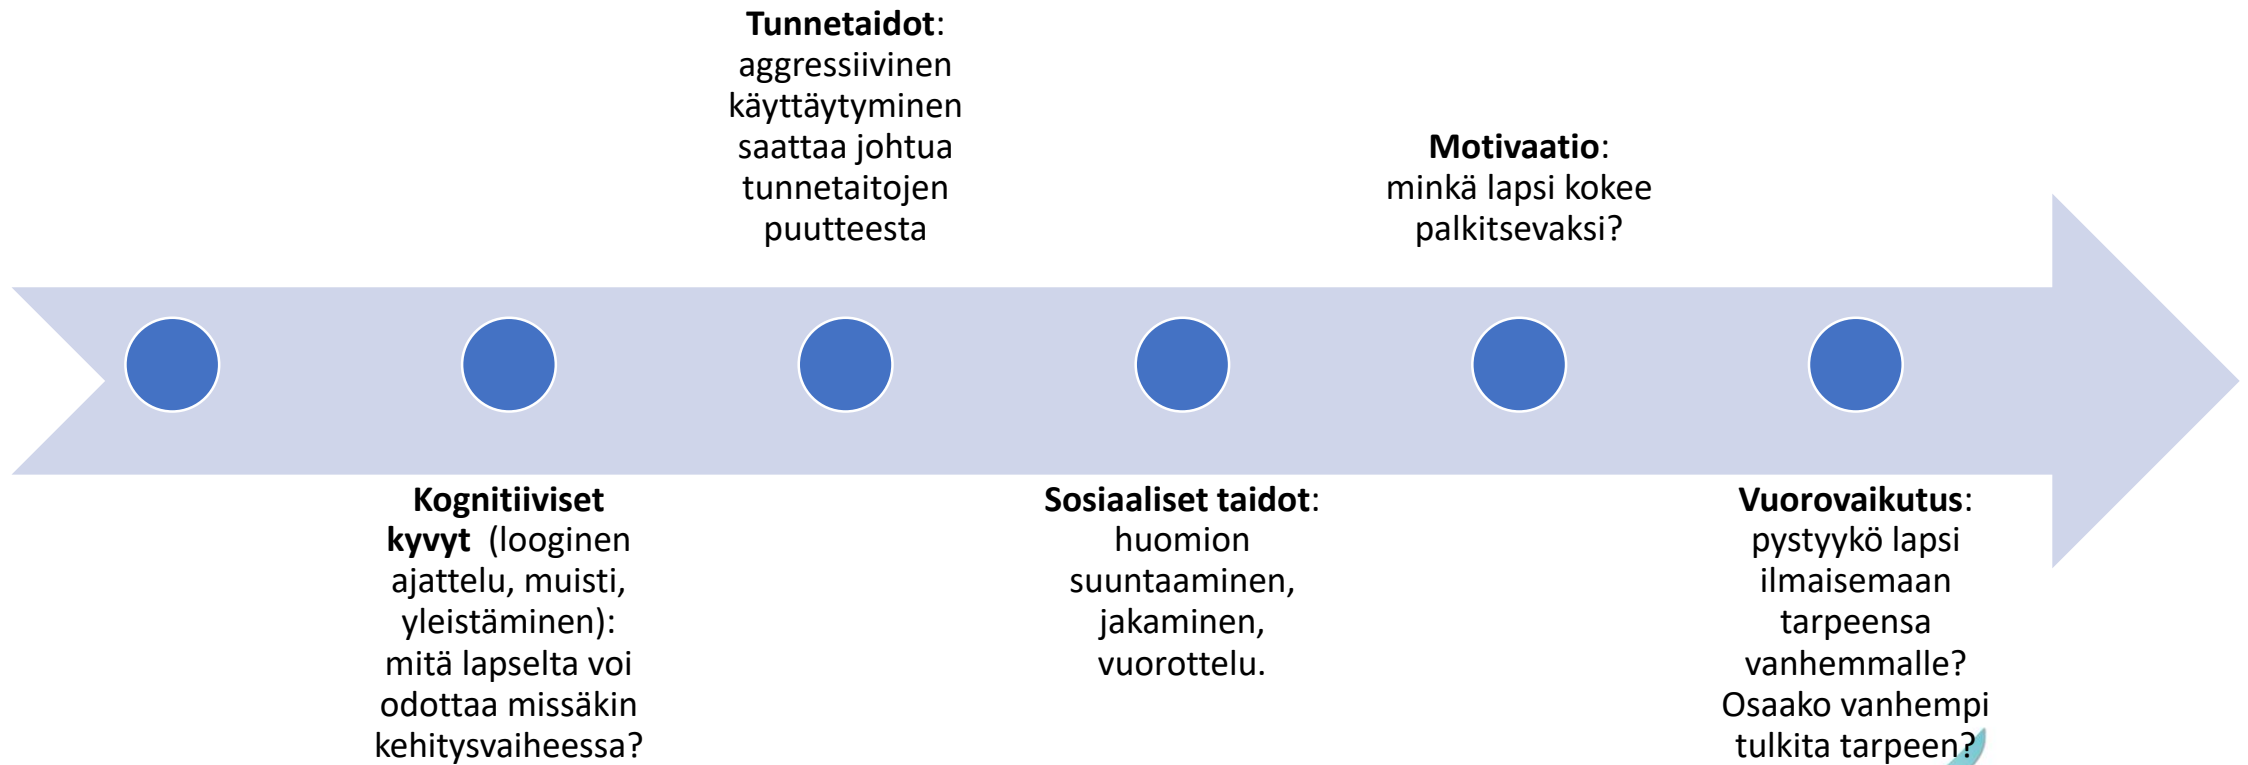 Tunnetaidot:
aggressiivinen
käyttäytyminen
saattaa johtua
tunnetaitojen
puutteesta
Motivaatio:
minkä lapsi kokee
palkitsevaksi?
Kognitiiviset
kyvyt (looginen
ajattelu, muisti,
yleistäminen):
mitä lapselta voi
odottaa missäkin
kehitysvaiheessa?
Sosiaaliset taidot:
huomion
suuntaaminen,
jakaminen,
vuorottelu.
Vuorovaikutus:
pystyykö lapsi
ilmaisemaan
tarpeensa
vanhemmalle?
Osaako vanhempi
tulkita tarpeen?